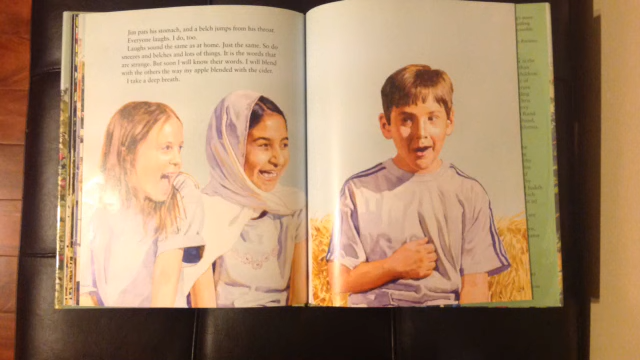 Jim pats his stomach, and a belch jumps from his throat
Everyone laughs. I do, too.
Laughs sound the same as at home. Just the same. So do
sneezes and belches and lots of things. It is the words that
are strange. But soon I will know their words. I will blend
with the others the way my apple blended with the cider.
I take a deep breath.